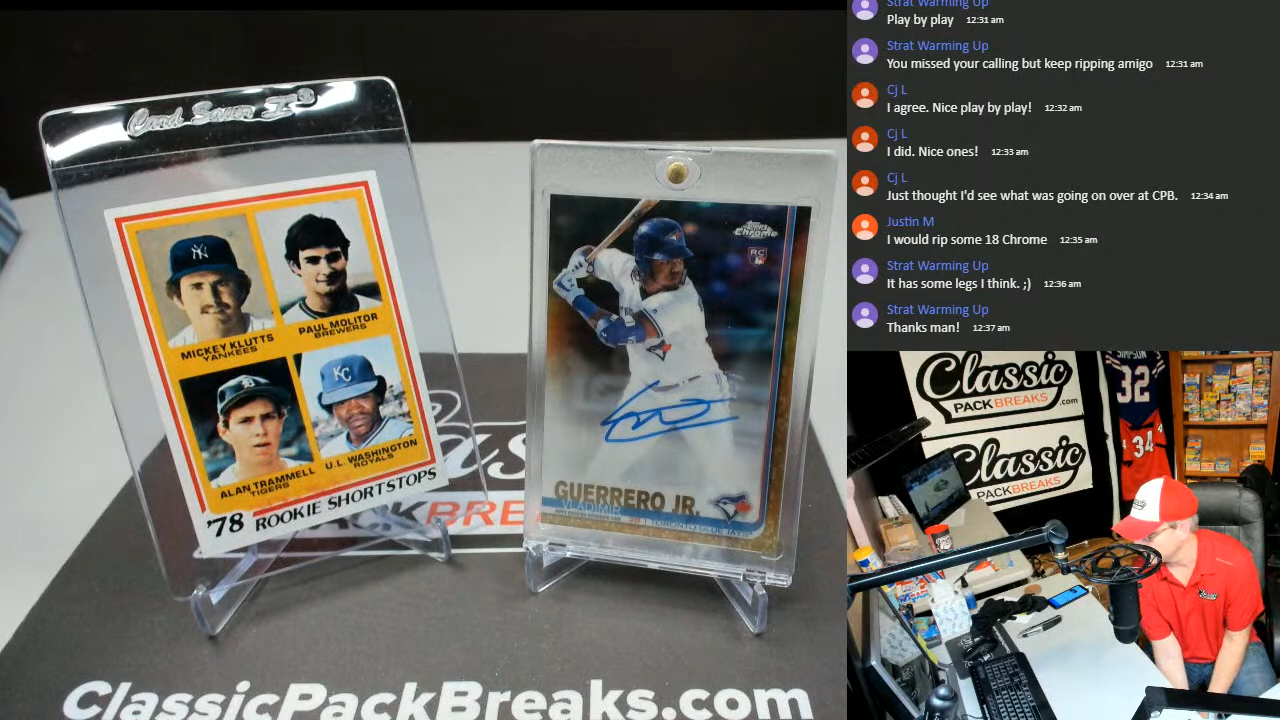 Card Saver I®
MICKEY KLUTTS
YANKEES
PAUL MOLITOR
BREWERS
ALAN TRAMMELL
TIGERS
U.L. WASHINGTON
ROYALS
'78 ROOKIE SHORTSTOPS
Topps
Chrome
RC
GUERRERO JR.
VLADIMIR
TORONTO BLUE JAYS
ClassicPackBreaks.com
Strat Warming Up
Play by play 12:31 am
Strat Warming Up
You missed your calling but keep ripping amigo 12:31 am
Cj L
I agree. Nice play by play! 12:32 am
Cj L
I did. Nice ones! 12:33 am
Cj L
Just thought I'd see what was going on over at CPB. 12:34 am
Justin M
I would rip some 18 Chrome 12:35 am
Strat Warming Up
It has some legs I think. ;) 12:36 am
Strat Warming Up
Thanks man! 12:37 am
Classic
PACKBREAKS.com
Classic
PACKBREAKS
SIMPSON
32
34